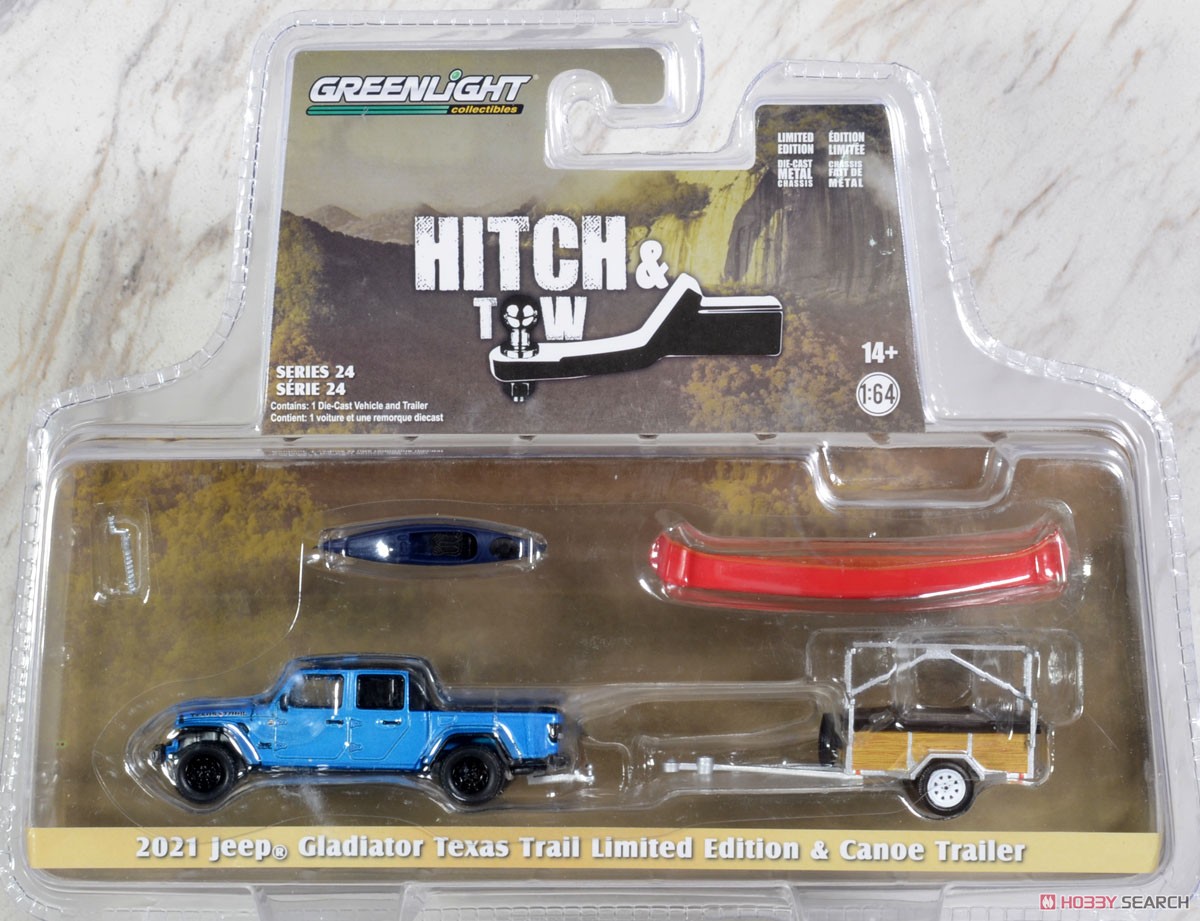 GREENLiGHT
collectibles
LIMITED EDITION
ÉDITION LIMITÉE
DIE-CAST METAL CHASSIS
CHÂSSIS FAIT DE MÉTAL
HITCH &
TOW
14+
1:64
SERIES 24
SÉRIE 24
Contains: 1 Die-Cast Vehicle and Trailer
Contient: 1 voiture et une remorque diecast
2021 Jeep® Gladiator Texas Trail Limited Edition & Canoe Trailer
HOBBY SEARCH